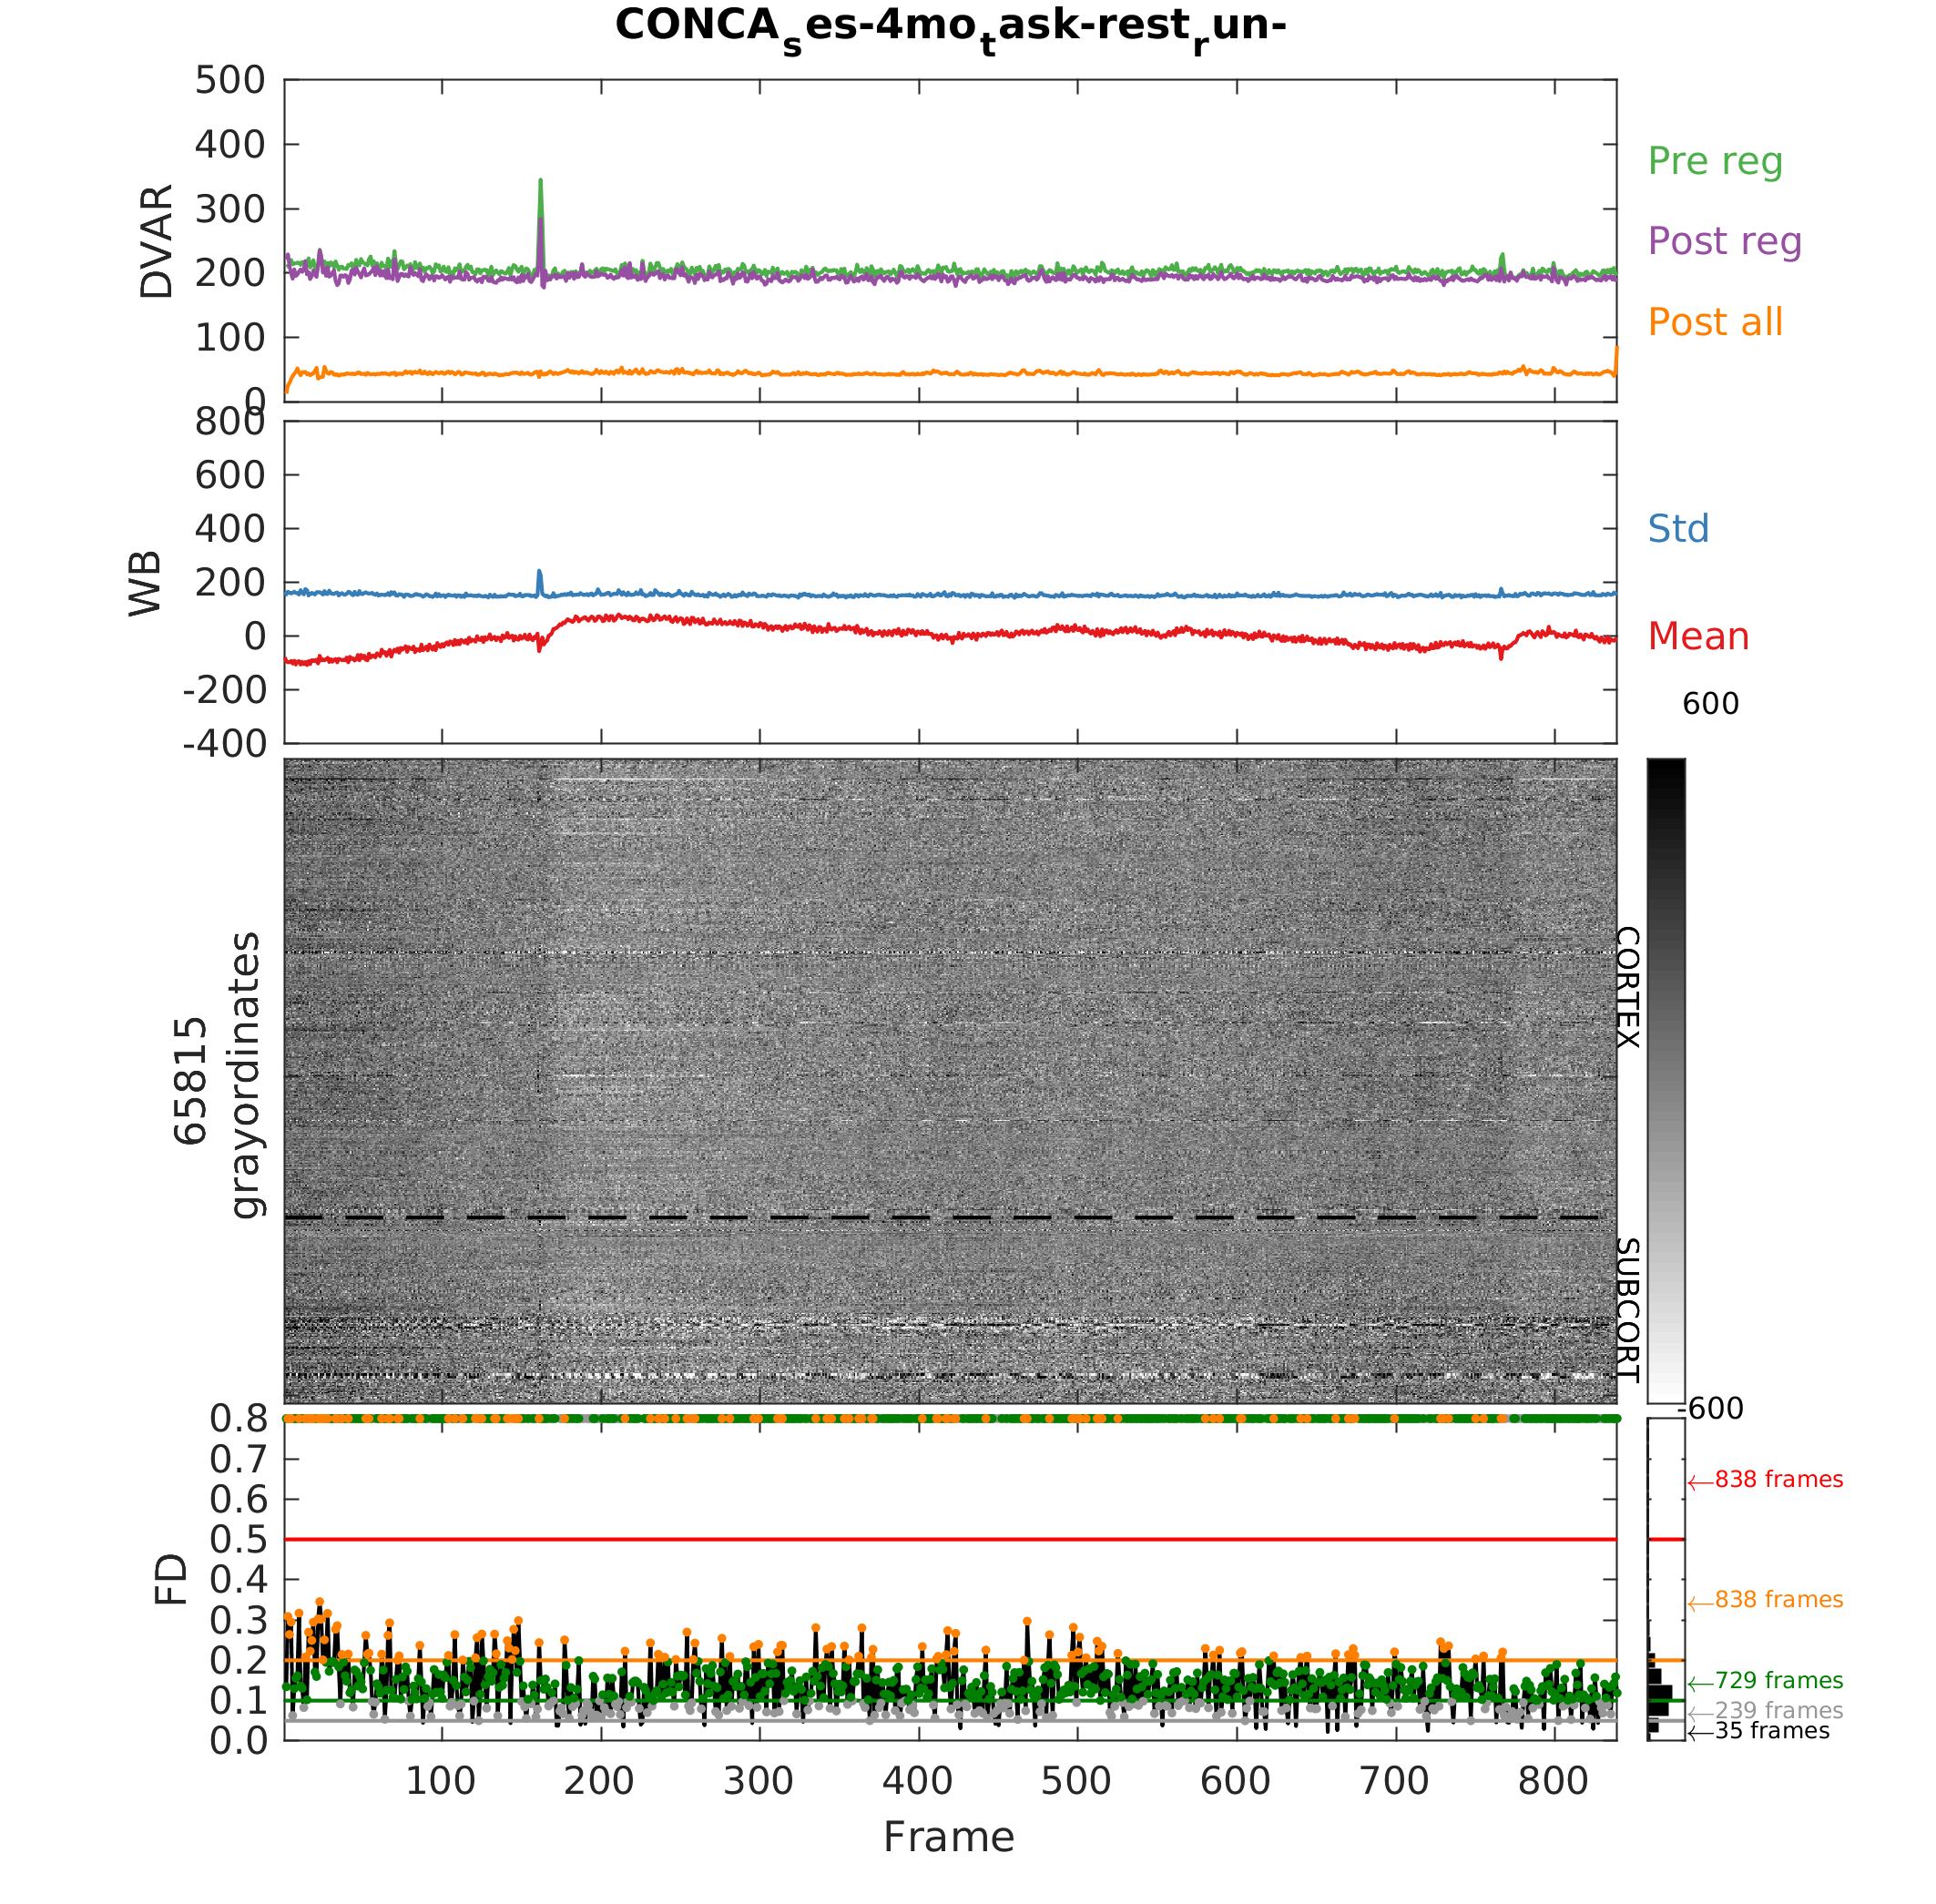 CONCAses-4motask-restrun-
500
400
300
200
100
0
DVAR
Pre reg
Post reg
Post all
800
600
400
200
0
-200
-400
WB
Std
Mean
600
65815
grayordinates
CORTEX
SUBCORT
-600
0.8
0.7
0.6
0.5
0.4
0.3
0.2
0.1
0.0
FD
←838 frames
←838 frames
←729 frames
←239 frames
←35 frames
100 200 300 400 500 600 700 800
Frame